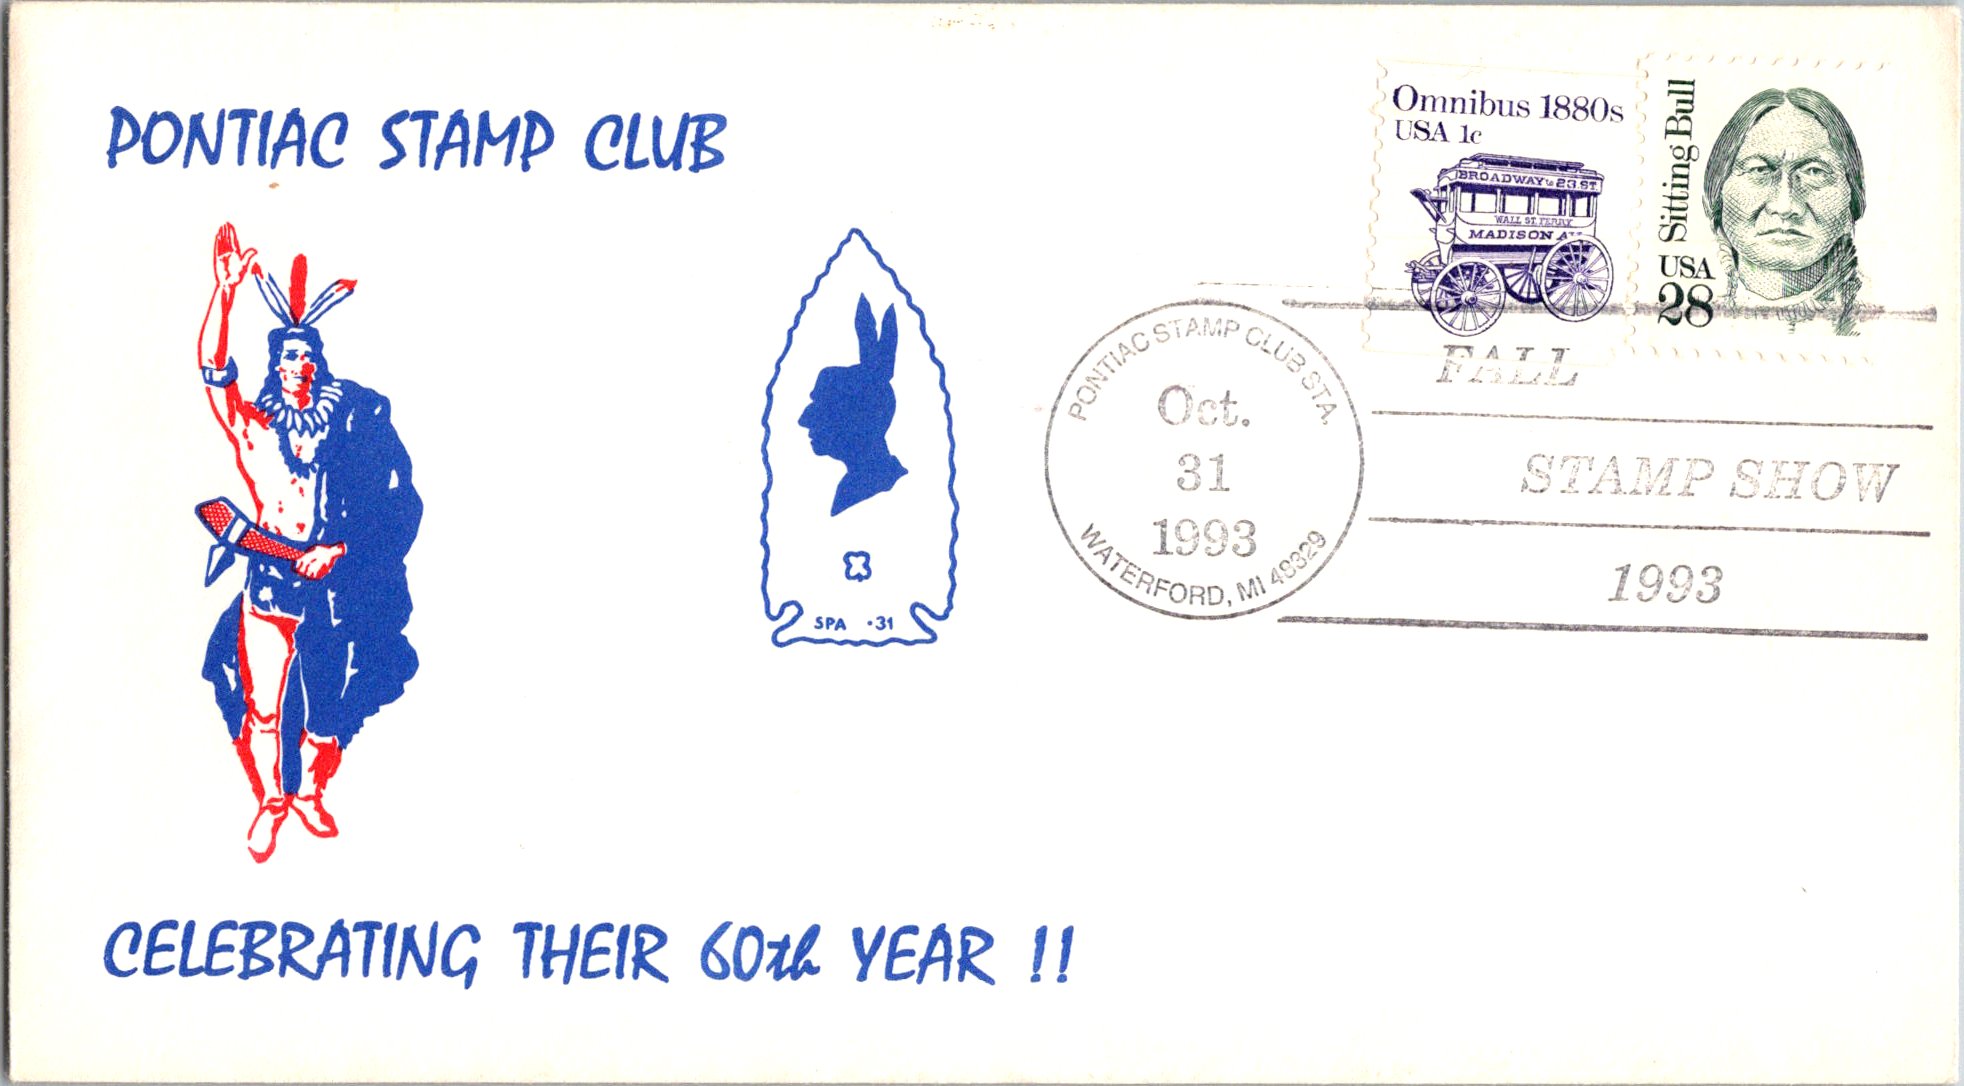 PONTIAC STAMP CLUB
Omnibus 1880s
USA 1c
BROADWAY & 23 ST.
WALL ST. FERRY
MADISON AV
Sitting Bull
USA
28
PONTIAC STAMP CLUB STA.
Oct.
31
1993
WATERFORD, MI 48329
FALL
STAMP SHOW
1993
SPA • 31
CELEBRATING THEIR 60th YEAR !!